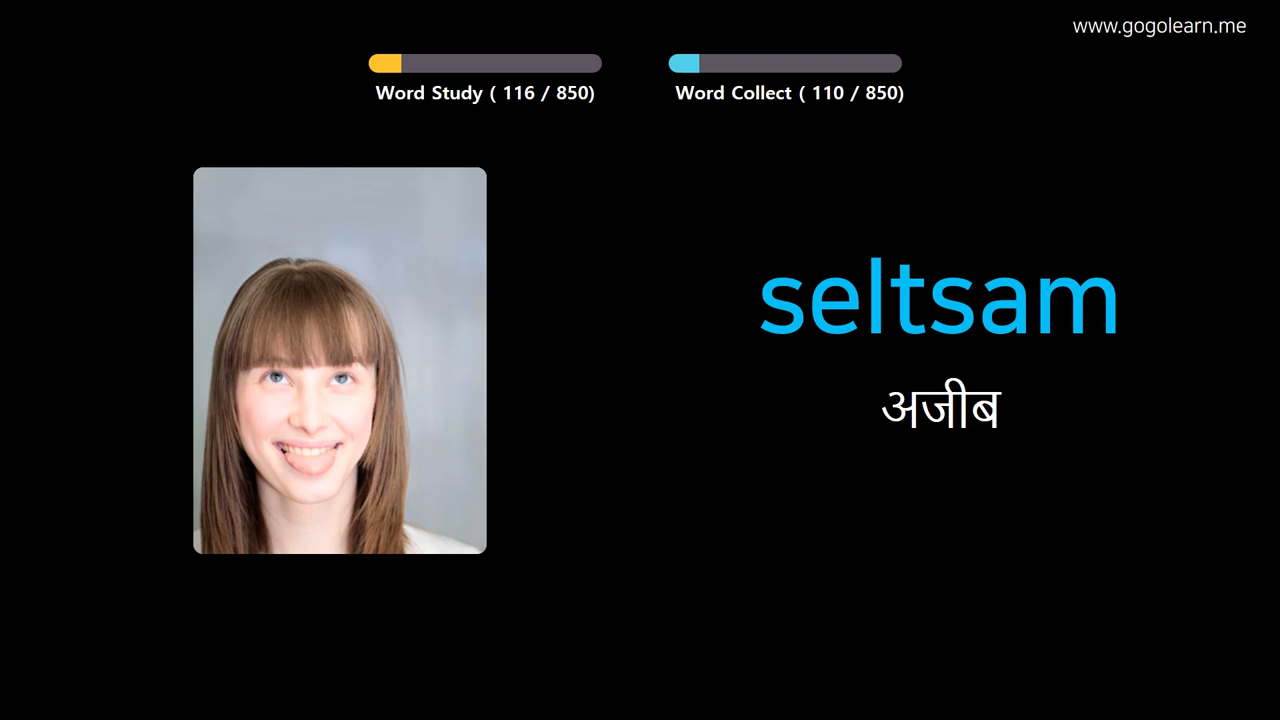 www.gogolearn.me
Word Study ( 116 / 850)
Word Collect ( 110 / 850)
seltsam
अजीब